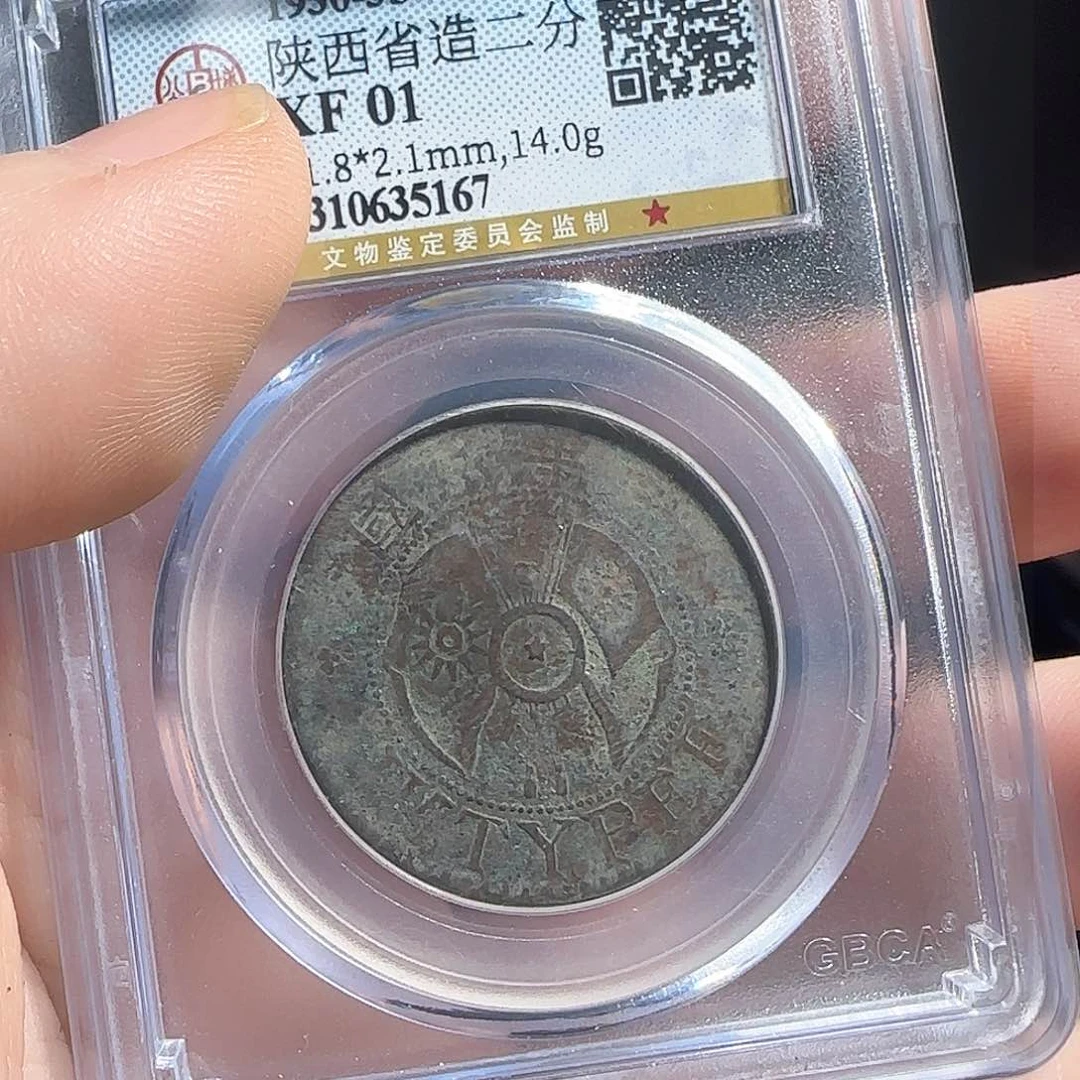 陕西省造二分
XF 01
1.8*2.1mm,14.0g
310635167
文物鉴定委员会监制
國
TYPE
GBCA